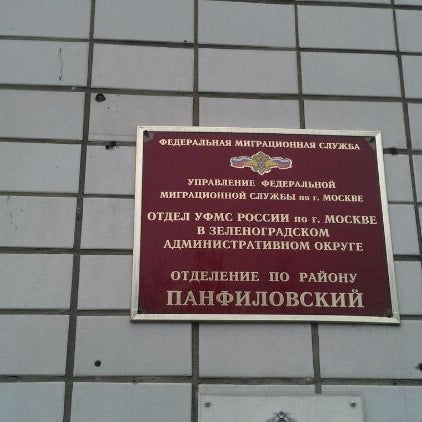 ФЕДЕРАЛЬНАЯ МИГРАЦИОННАЯ СЛУЖБА
УПРАВЛЕНИЕ ФЕДЕРАЛЬНОЙ
МИГРАЦИОННОЙ СЛУЖБЫ по г. МОСКВЕ
ОТДЕЛ УФМС РОССИИ по г. МОСКВЕ
В ЗЕЛЕНОГРАДСКОМ
АДМИНИСТРАТИВНОМ ОКРУГЕ
ОТДЕЛЕНИЕ ПО РАЙОНУ
ПАНФИЛОВСКИЙ